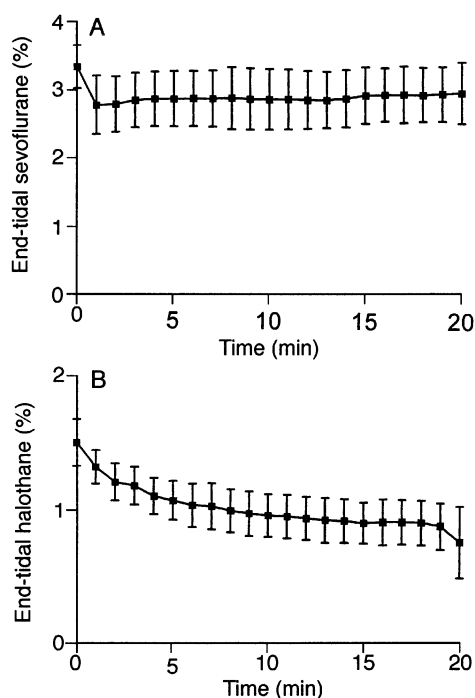 A
End-tidal sevoflurane (%)
4
3
2
1
0
0 5 10 15 20
Time (min)
B
End-tidal halothane (%)
2
1
0
0 5 10 15 20
Time (min)